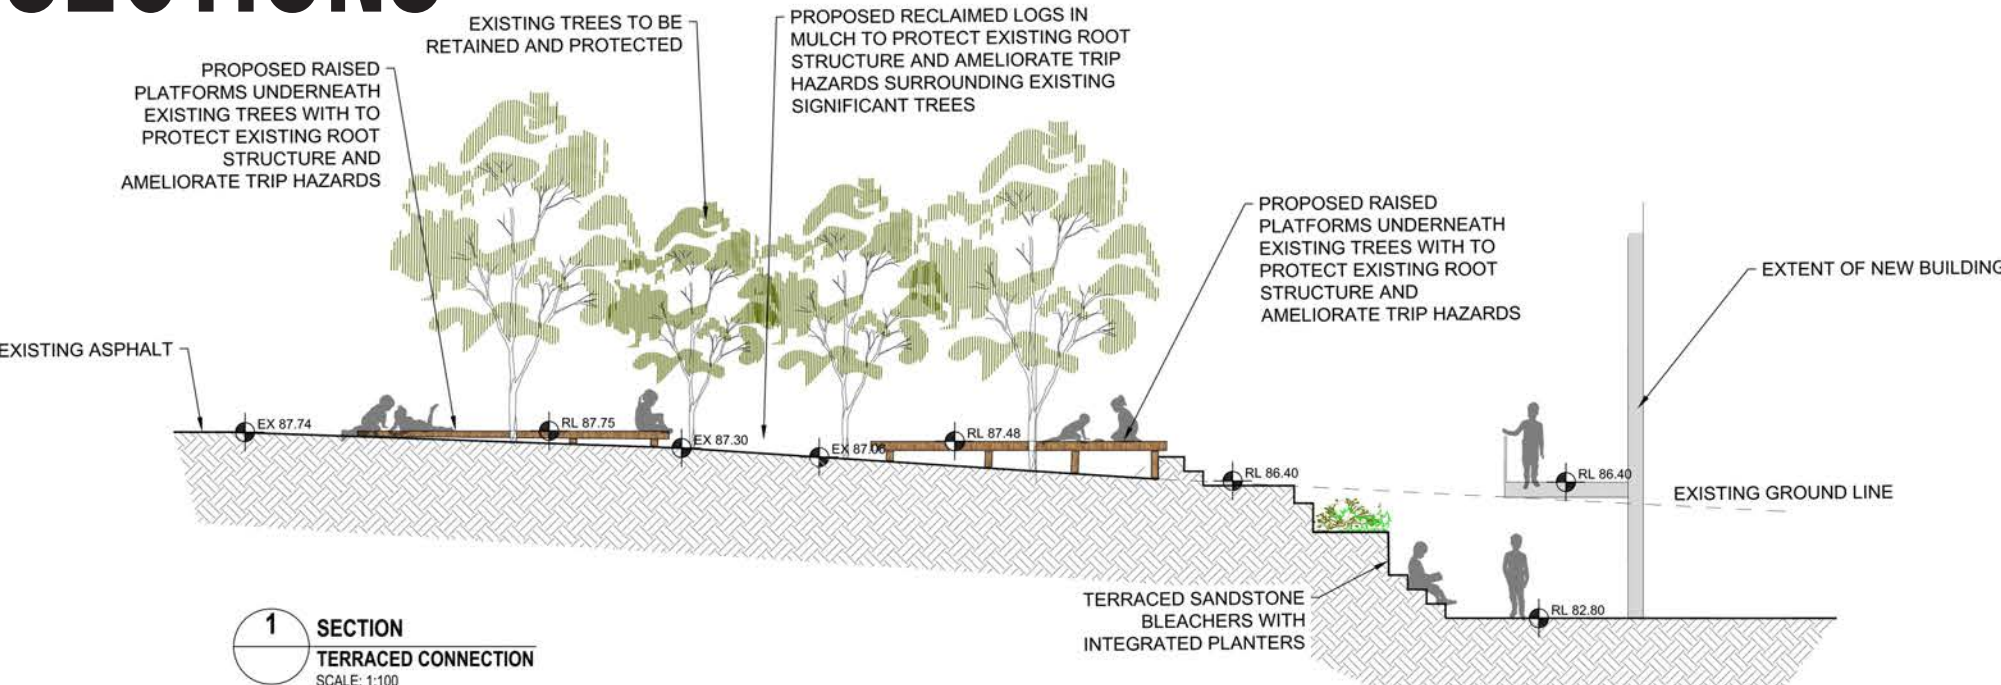 SECTIONS
EXISTING TREES TO BE
RETAINED AND PROTECTED
PROPOSED RECLAIMED LOGS IN
MULCH TO PROTECT EXISTING ROOT
STRUCTURE AND AMELIORATE TRIP
HAZARDS SURROUNDING EXISTING
SIGNIFICANT TREES
PROPOSED RAISED
PLATFORMS UNDERNEATH
EXISTING TREES WITH TO
PROTECT EXISTING ROOT
STRUCTURE AND
AMELIORATE TRIP HAZARDS
PROPOSED RAISED
PLATFORMS UNDERNEATH
EXISTING TREES WITH TO
PROTECT EXISTING ROOT
STRUCTURE AND
AMELIORATE TRIP HAZARDS
EXTENT OF NEW BUILDING
EXISTING ASPHALT
EX 87.74
RL 87.75
EX 87.30
RL 87.48
RL 86.40
RL 86.40
EXISTING GROUND LINE
TERRACED SANDSTONE
BLEACHERS WITH
INTEGRATED PLANTERS
RL 82.80
1
SECTION
TERRACED CONNECTION
SCALE: 1:100